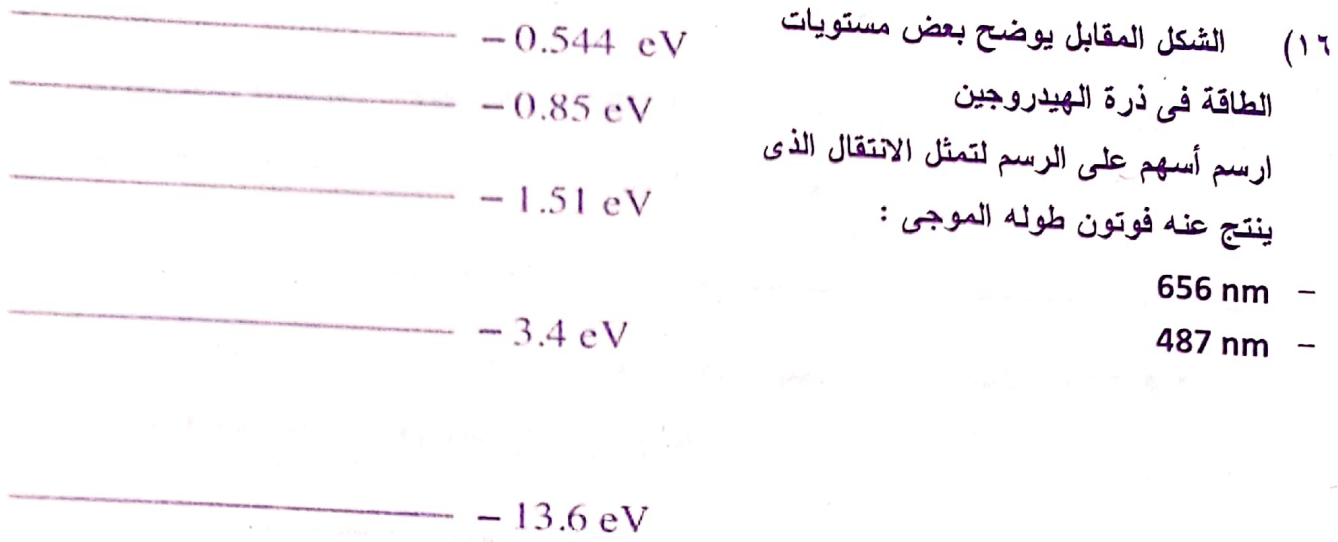 ١٦) الشكل المقابل يوضح بعض مستويات
الطاقة فى ذرة الهيدروجين
ارسم أسهم على الرسم لتمثل الانتقال الذى
ينتج عنه فوتون طوله الموجى :
– 656 nm
– 487 nm
– 0.544 eV
– 0.85 eV
– 1.51 eV
– 3.4 eV
– 13.6 eV